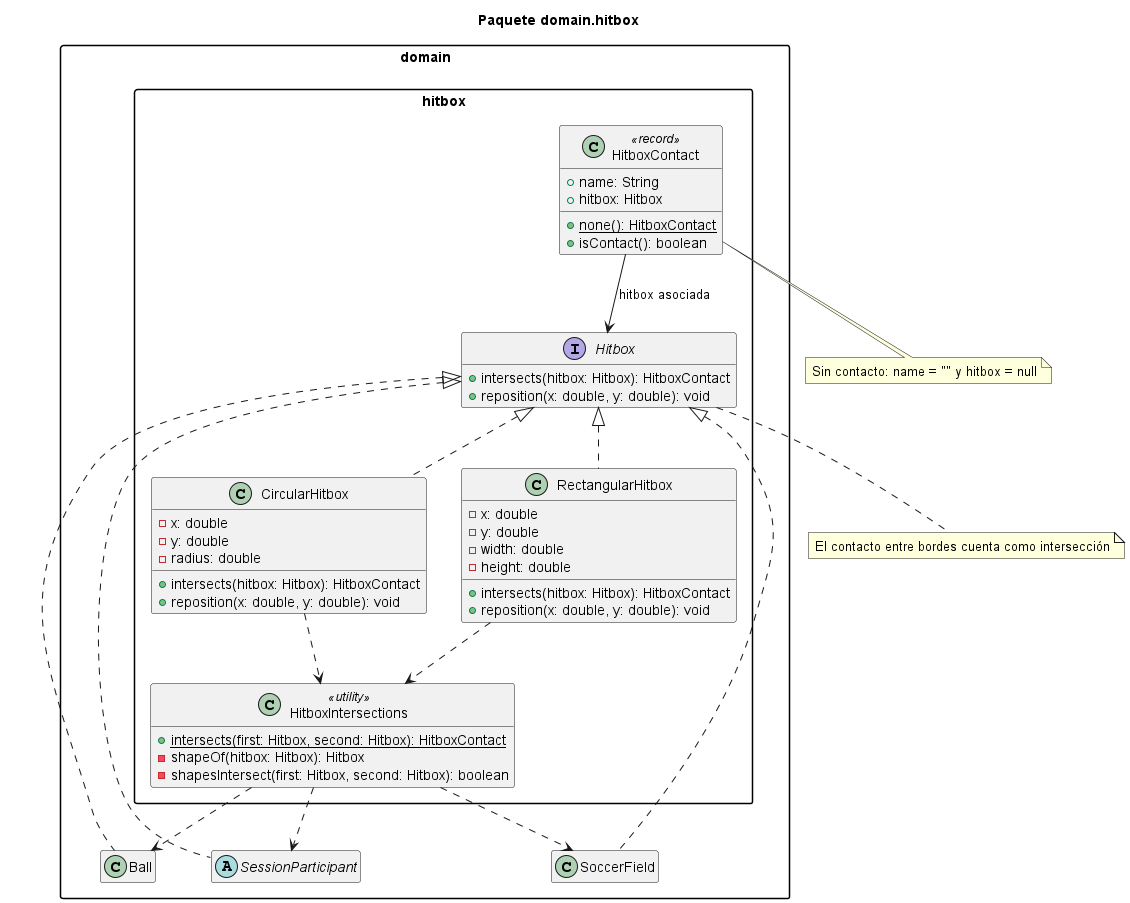 Paquete domain.hitbox
domain
hitbox
«record»
C HitboxContact
name: String
hitbox: Hitbox
none(): HitboxContact
isContact(): boolean
hitbox asociada
Sin contacto: name = "" y hitbox = null
I Hitbox
intersects(hitbox: Hitbox): HitboxContact
reposition(x: double, y: double): void
El contacto entre bordes cuenta como intersección
C CircularHitbox
x: double
y: double
radius: double
intersects(hitbox: Hitbox): HitboxContact
reposition(x: double, y: double): void
C RectangularHitbox
x: double
y: double
width: double
height: double
intersects(hitbox: Hitbox): HitboxContact
reposition(x: double, y: double): void
«utility»
C HitboxIntersections
intersects(first: Hitbox, second: Hitbox): HitboxContact
shapeOf(hitbox: Hitbox): Hitbox
shapesIntersect(first: Hitbox, second: Hitbox): boolean
C Ball
A SessionParticipant
C SoccerField